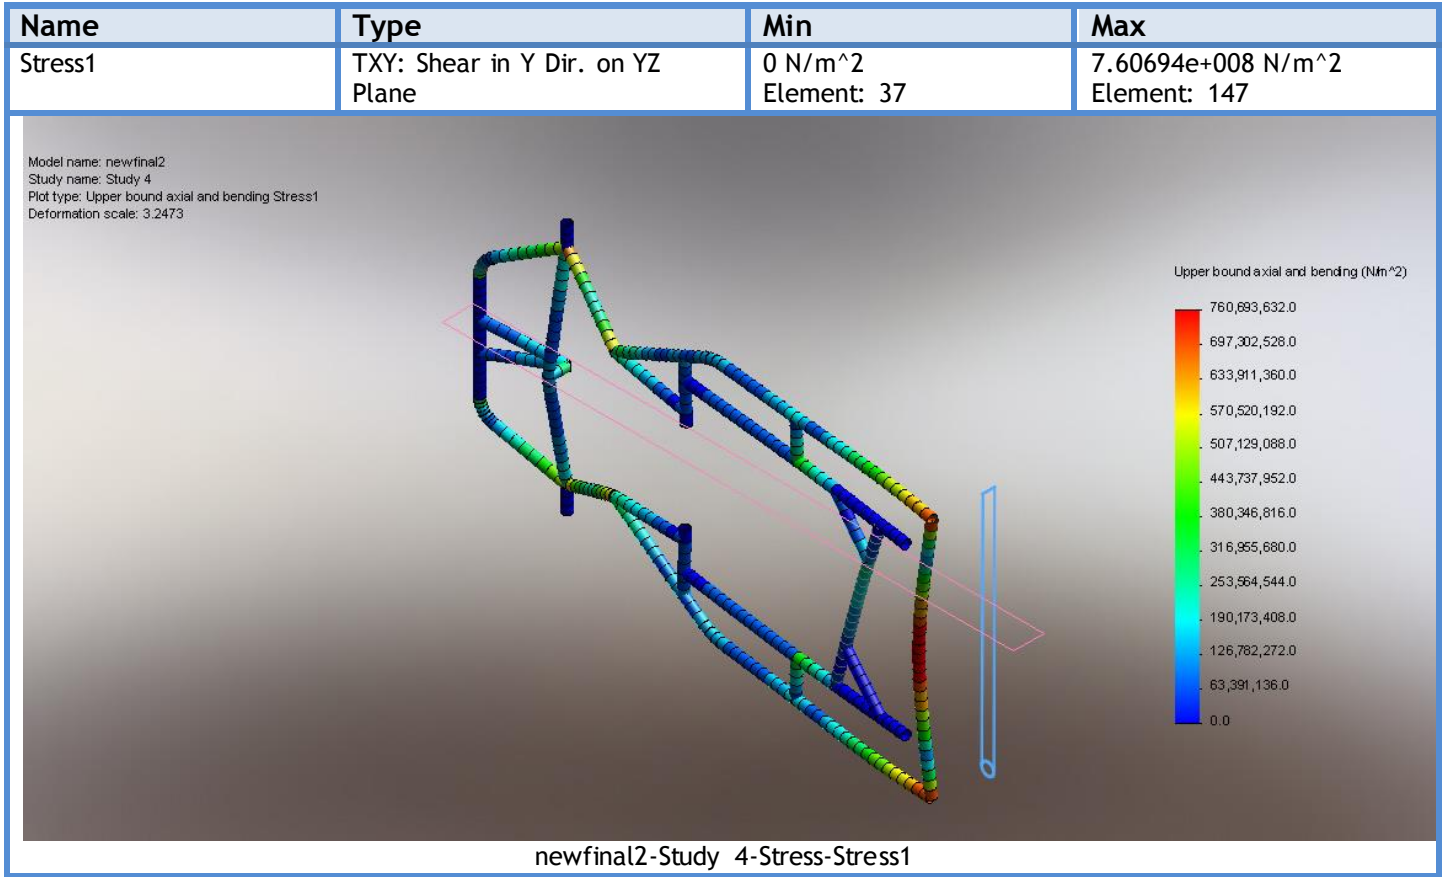 Name Type Min Max
Stress1 TXY: Shear in Y Dir. on YZ 0 N/m^2 7.60694e+008 N/m^2
Plane Element: 37 Element: 147
Model name: newfinal2
Study name: Study 4
Plot type: Upper bound axial and bending Stress1
Deformation scale: 3.2473
Upper bound axial and bending (N/m^2)
760,693,632.0
697,302,528.0
633,911,360.0
570,520,192.0
507,129,088.0
443,737,952.0
380,346,816.0
316,955,680.0
253,564,544.0
190,173,408.0
126,782,272.0
63,391,136.0
0.0
newfinal2-Study 4-Stress-Stress1